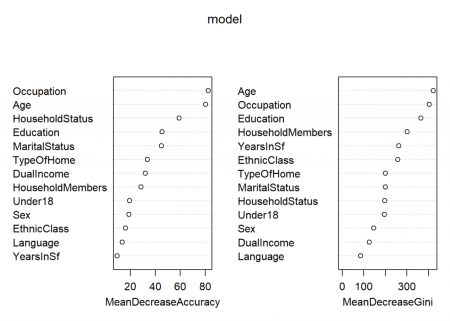 model
Occupation
Age
HouseholdStatus
Education
MaritalStatus
TypeOfHome
DualIncome
HouseholdMembers
Under18
Sex
EthnicClass
Language
YearsInSf
20 40 60 80
MeanDecreaseAccuracy
Age
Occupation
Education
HouseholdMembers
YearsInSf
EthnicClass
TypeOfHome
MaritalStatus
HouseholdStatus
Under18
Sex
DualIncome
Language
0 100 300
MeanDecreaseGini